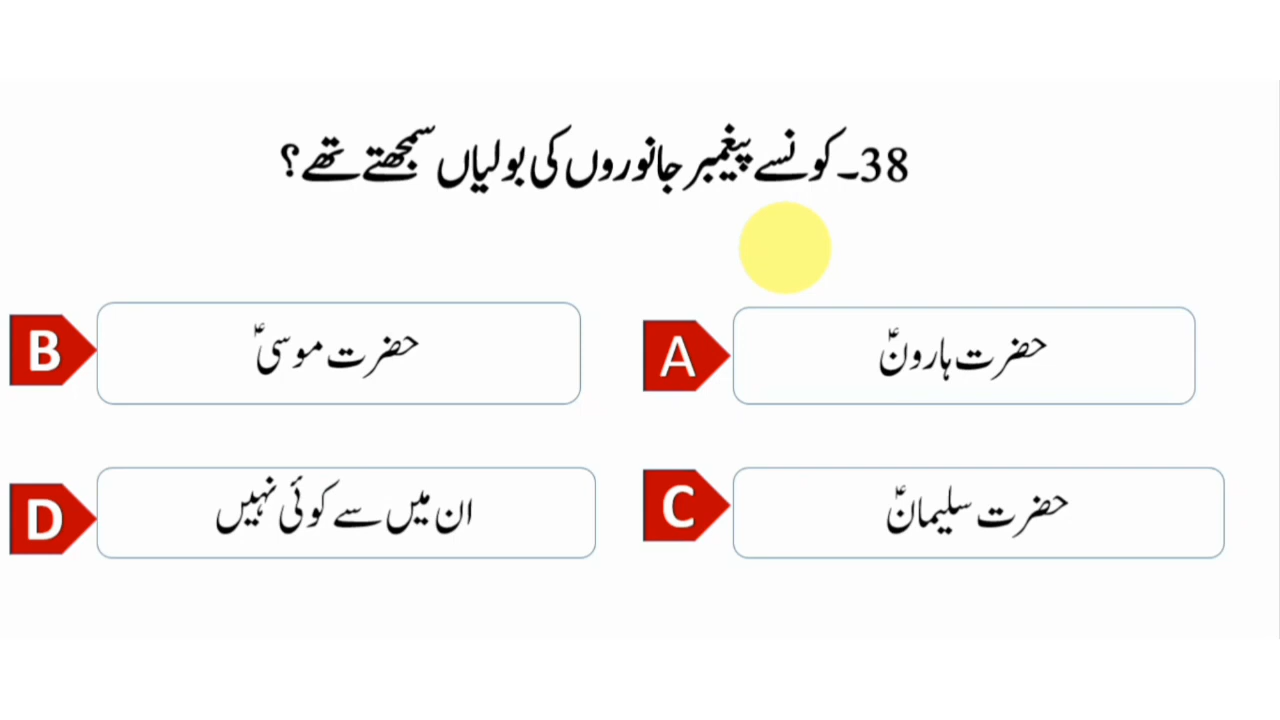 38۔ کونسے پیغمبر جانوروں کی بولیاں سمجھتے تھے؟
A حضرت ہارونؑ
B حضرت موسیؑ
C حضرت سلیمانؑ
D ان میں سے کوئی نہیں